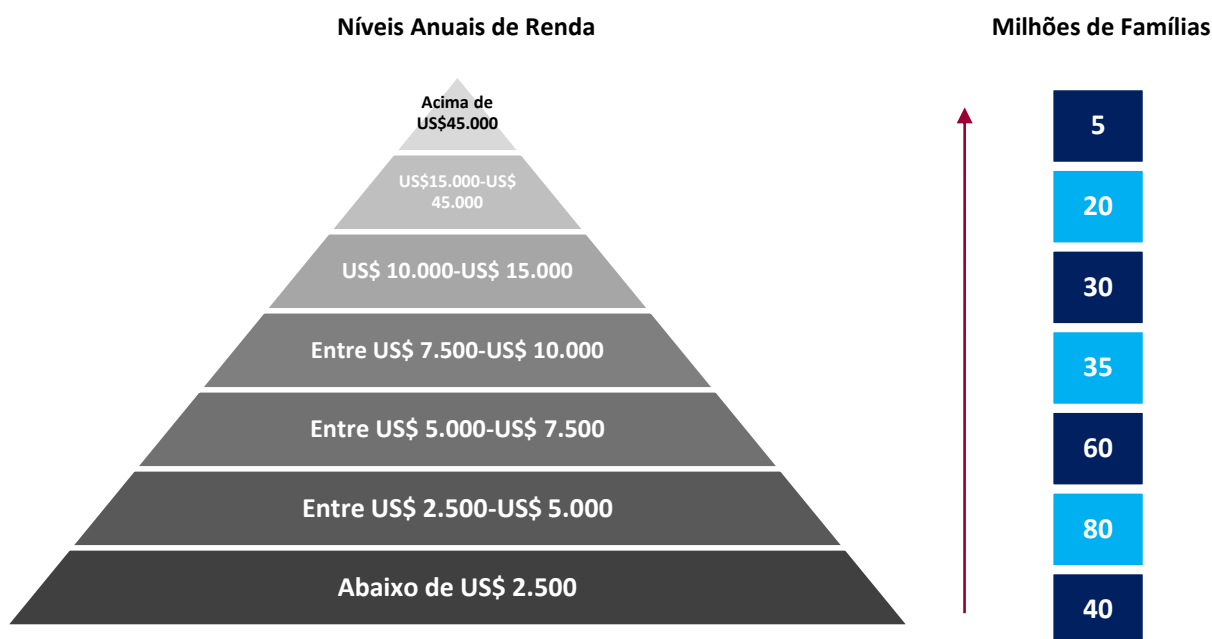 Níveis Anuais de Renda
Milhões de Famílias
Acima de
US$45.000
5
US$15.000-US$
45.000
20
US$ 10.000-US$ 15.000
30
Entre US$ 7.500-US$ 10.000
35
Entre US$ 5.000-US$ 7.500
60
Entre US$ 2.500-US$ 5.000
80
Abaixo de US$ 2.500
40